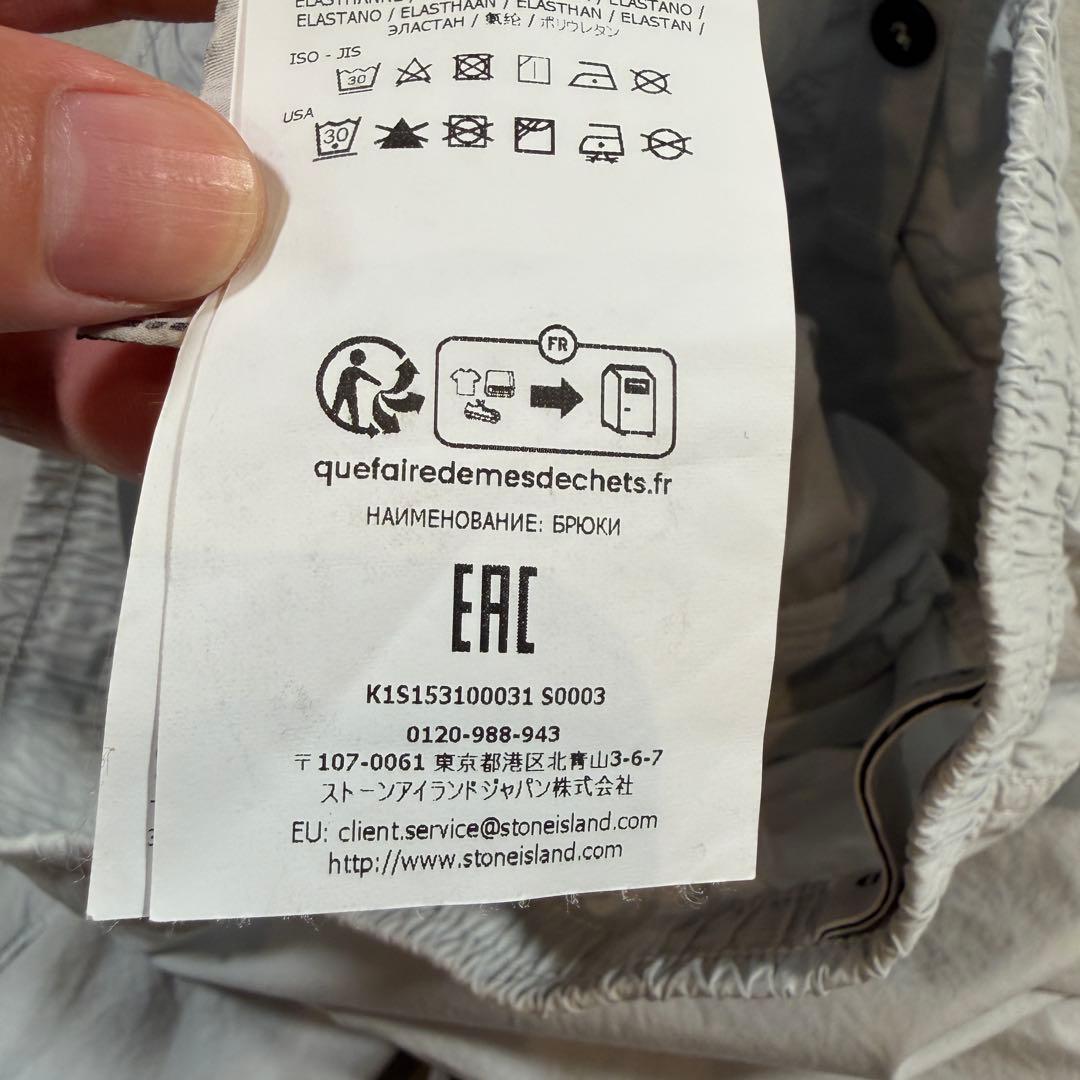 ELASTANO / ELASTHAAN / ELASTHAN / ELASTAN /
ЭЛАСТАН / 氨纶 / ポリウレタン
ISO - JIS
30
USA
30
FR
quefairedemesdechets.fr
НАИМЕНОВАНИЕ: БРЮКИ
EAC
K1S153100031 S0003
0120-988-943
〒107-0061 東京都港区北青山3-6-7
ストーンアイランドジャパン株式会社
EU: client.service@stoneisland.com
http://www.stoneisland.com